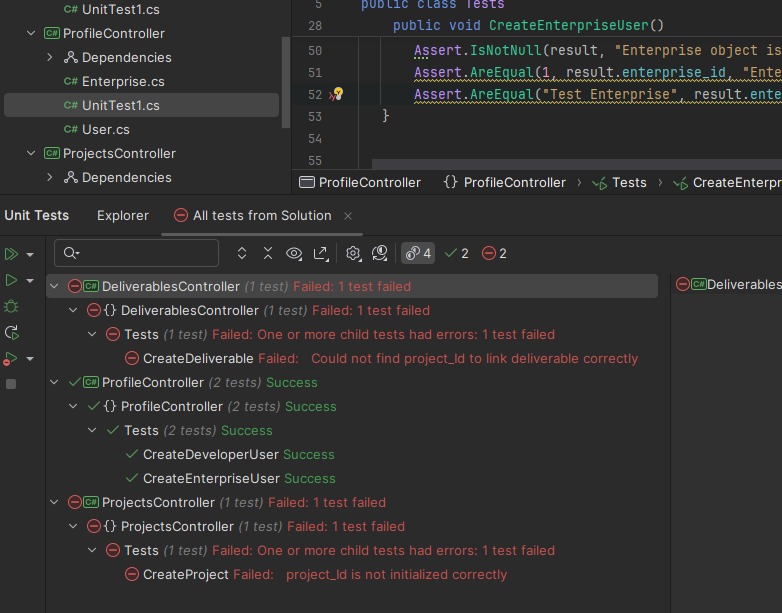 UnitTest1.cs
C# ProfileController
Dependencies
C# Enterprise.cs
C# UnitTest1.cs
C# User.cs
C# ProjectsController
Dependencies
5 public class Tests
28 public void CreateEnterpriseUser()
50 Assert.IsNotNull(result, "Enterprise object is
51 Assert.AreEqual(1, result.enterprise_id, "Ente
52 Assert.AreEqual("Test Enterprise", result.ente
53 }
54
55
ProfileController {} ProfileController Tests CreateEnterpr
Unit Tests Explorer All tests from Solution
4 2 2
C# DeliverablesController (1 test) Failed: 1 test failed
{} DeliverablesController (1 test) Failed: 1 test failed
Tests (1 test) Failed: One or more child tests had errors: 1 test failed
CreateDeliverable Failed: Could not find project_Id to link deliverable correctly
C# ProfileController (2 tests) Success
{} ProfileController (2 tests) Success
Tests (2 tests) Success
CreateDeveloperUser Success
CreateEnterpriseUser Success
C# ProjectsController (1 test) Failed: 1 test failed
{} ProjectsController (1 test) Failed: 1 test failed
Tests (1 test) Failed: One or more child tests had errors: 1 test failed
CreateProject Failed: project_Id is not initialized correctly
C# Deliverables